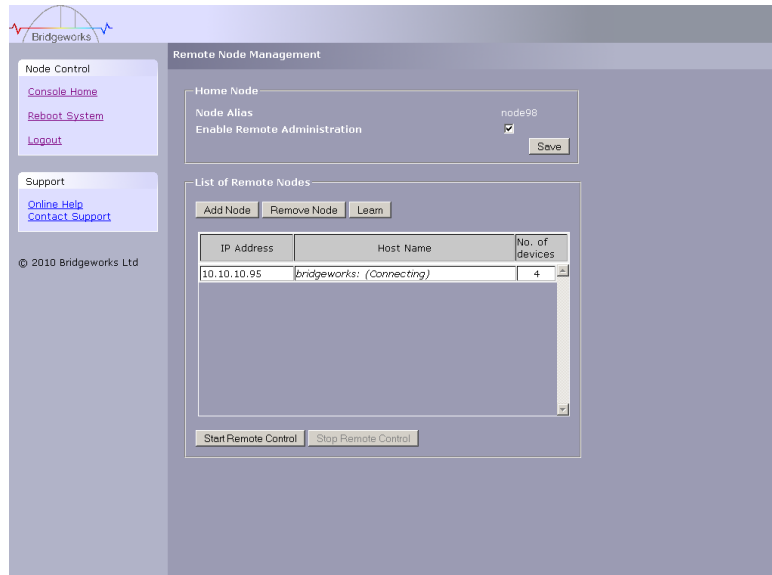 Bridgeworks
Node Control
Console Home
Reboot System
Logout
Support
Online Help
Contact Support
© 2010 Bridgeworks Ltd
Remote Node Management
Home Node
Node Alias node98
Enable Remote Administration
Save
List of Remote Nodes
Add Node Remove Node Learn
IP Address Host Name No. of
devices
10.10.10.95 bridgeworks: (Connecting) 4
Start Remote Control Stop Remote Control